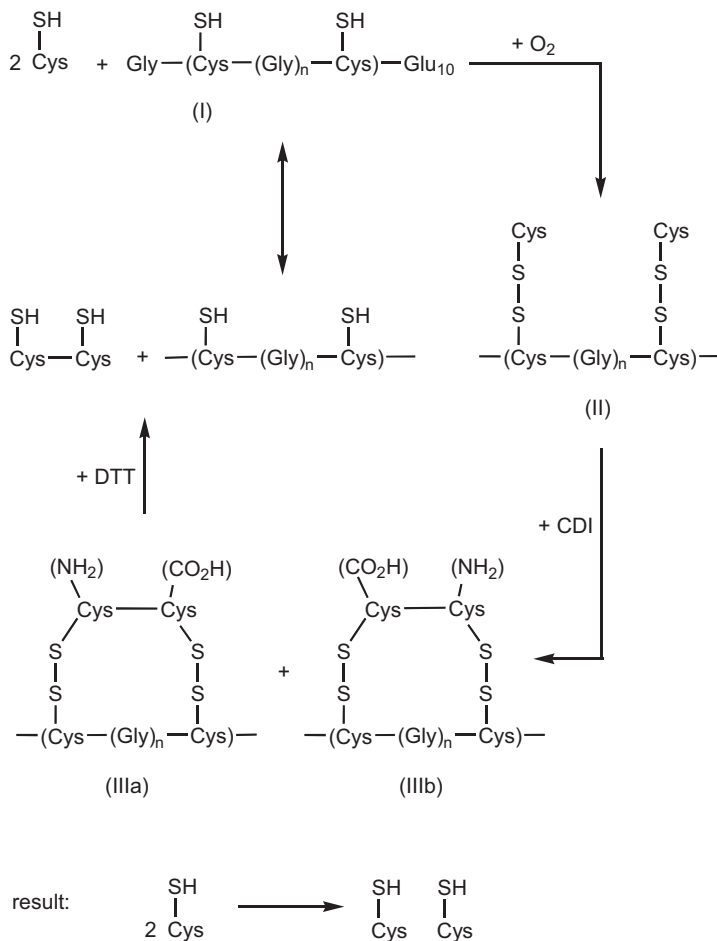 SH SH SH
2 Cys + Gly (Cys (Gly)n Cys) Glu10 + O2
(I)
Cys Cys
S S
S S
(Cys (Gly)n Cys)
(II)
SH SH SH SH
Cys Cys + (Cys (Gly)n Cys)
+ DTT
+ CDI
(NH2) (CO2H) (CO2H) (NH2)
Cys Cys Cys Cys
S S S S
+
S S S S
(Cys (Gly)n Cys) (Cys (Gly)n Cys)
(IIIa) (IIIb)
SH SH SH
result: 2 Cys Cys Cys